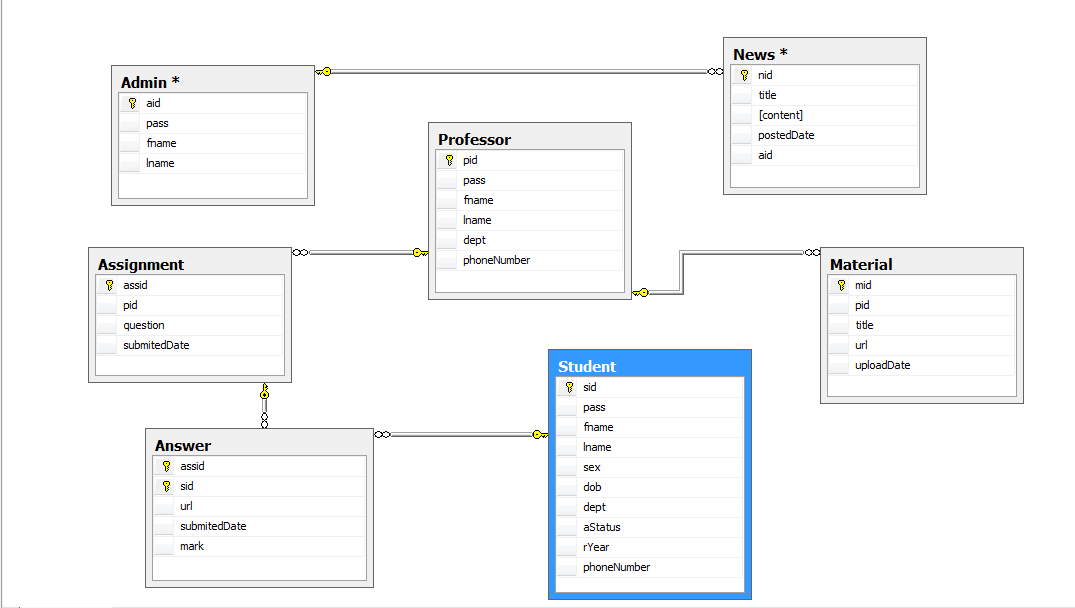 Admin *
aid
pass
fname
lname
News *
nid
title
[content]
postedDate
aid
Professor
pid
pass
fname
lname
dept
phoneNumber
Assignment
assid
pid
question
submitedDate
Material
mid
pid
title
url
uploadDate
Student
sid
pass
fname
lname
sex
dob
dept
aStatus
rYear
phoneNumber
Answer
assid
sid
url
submitedDate
mark